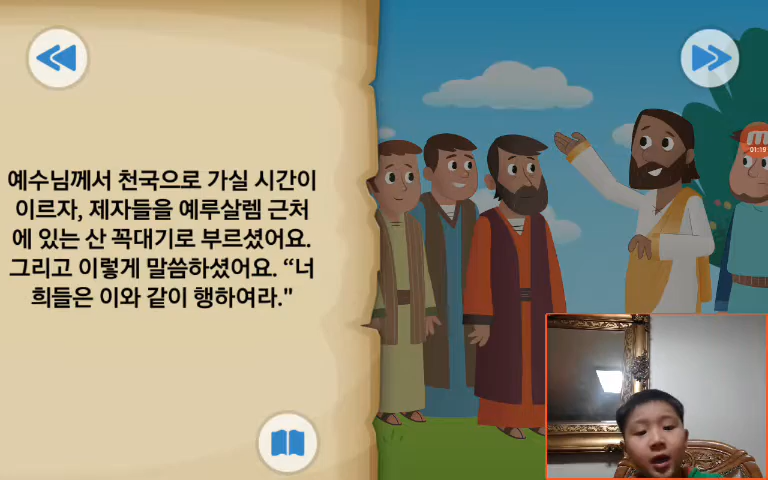 예수님께서 천국으로 가실 시간이
이르자, 제자들을 예루살렘 근처
에 있는 산 꼭대기로 부르셨어요.
그리고 이렇게 말씀하셨어요. “너
희들은 이와 같이 행하여라."
01:19